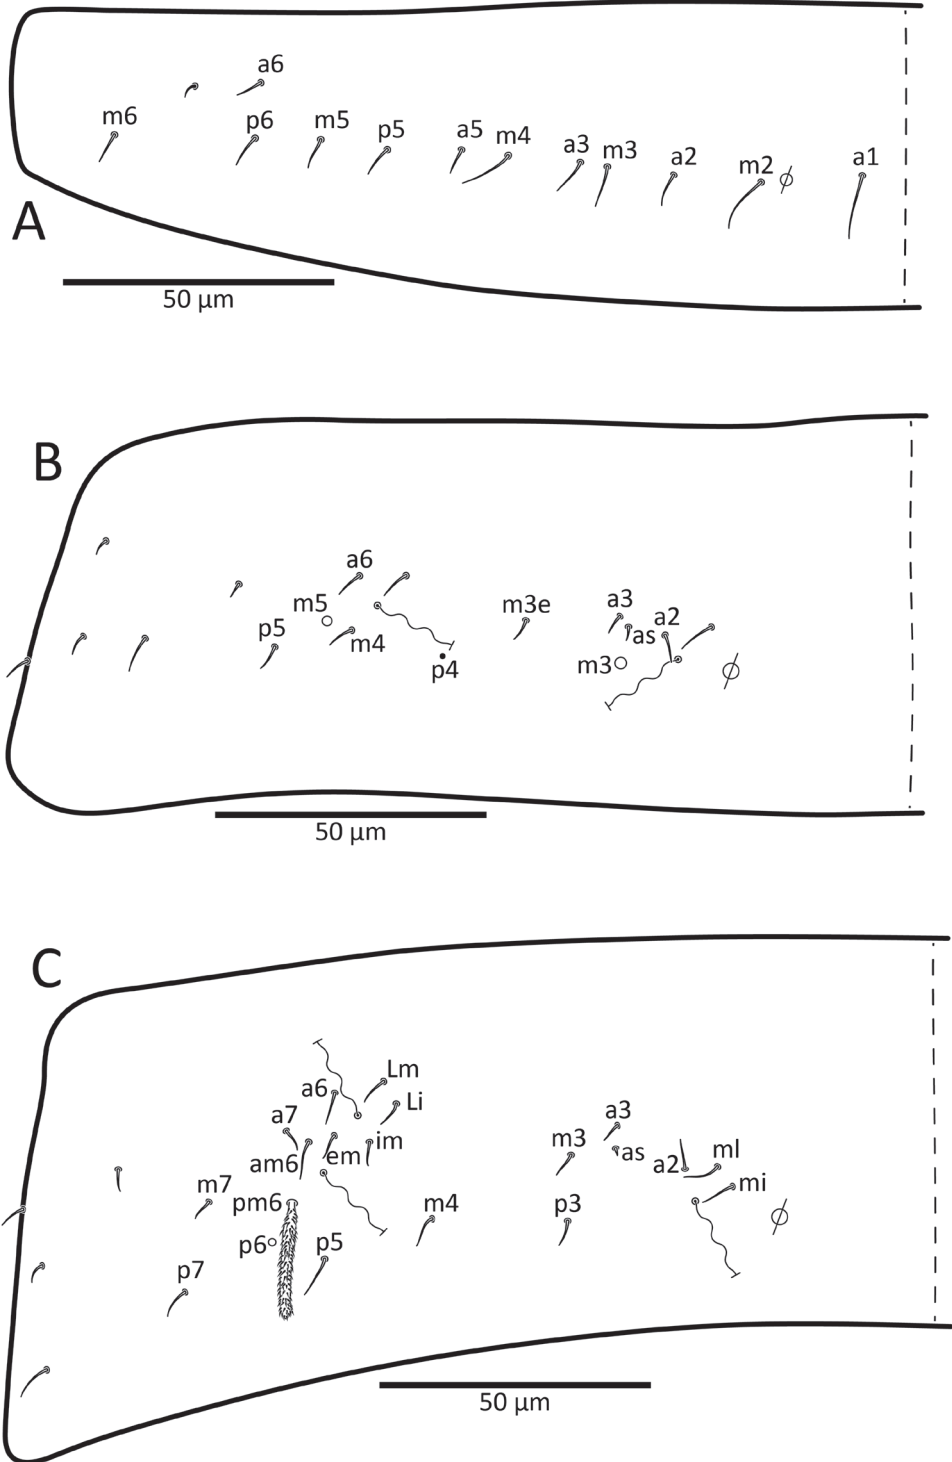 a6
m6 p6 m5 p5 a5 m4 a3 m3 a2 m2 a1
A
50 µm
B
a6
m5 m3e a3
p5 m4 as a2
p4 m3
50 µm
C
Lm
a6 Li
a7 a3
am6 em im m3 as a2 ml
m7 mi
pm6 m4 p3
p6 p5
p7
50 µm